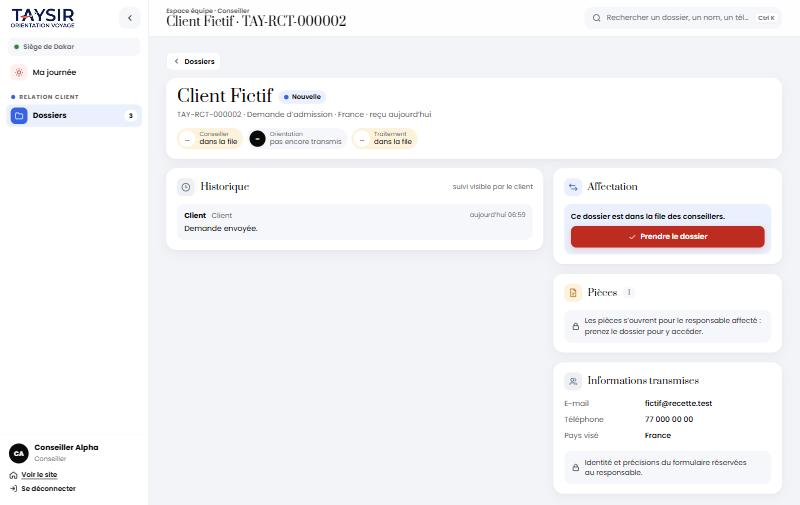 TAYSIR
ORIENTATION VOYAGE
Siège de Dakar
Ma journée
RELATION CLIENT
Dossiers 3
Conseiller Alpha
CA
Conseiller
Voir le site
Se déconnecter
Espace équipe · Conseiller
Client Fictif · TAY-RCT-000002
Rechercher un dossier, un nom, un tél… Ctrl K
Dossiers
Client Fictif Nouvelle
TAY-RCT-000002 · Demande d'admission · France · reçu aujourd'hui
Conseiller
dans la file
Orientation
pas encore transmis
Traitement
dans la file
Historique suivi visible par le client
Client Client aujourd'hui 06:59
Demande envoyée.
Affectation
Ce dossier est dans la file des conseillers.
Prendre le dossier
Pièces 1
Les pièces s'ouvrent pour le responsable affecté :
prenez le dossier pour y accéder.
Informations transmises
E-mail fictif@recette.test
Téléphone 77 000 00 00
Pays visé France
Identité et précisions du formulaire réservées
au responsable.